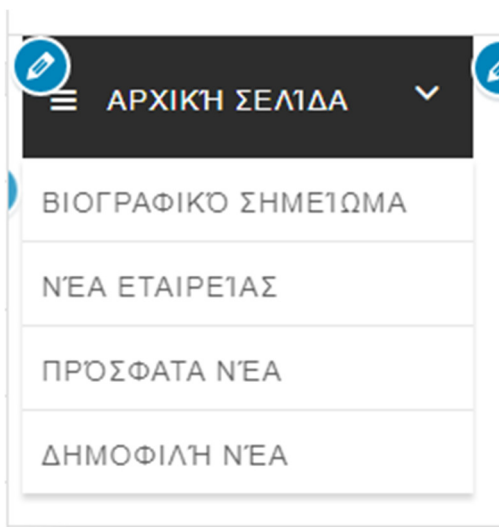 ΑΡΧΙΚΉ ΣΕΛΊΔΑ
ΒΙΟΓΡΑΦΙΚΌ ΣΗΜΕΊΩΜΑ
ΝΈΑ ΕΤΑΙΡΕΊΑΣ
ΠΡΌΣΦΑΤΑ ΝΈΑ
ΔΗΜΟΦΙΛΉ ΝΈΑ